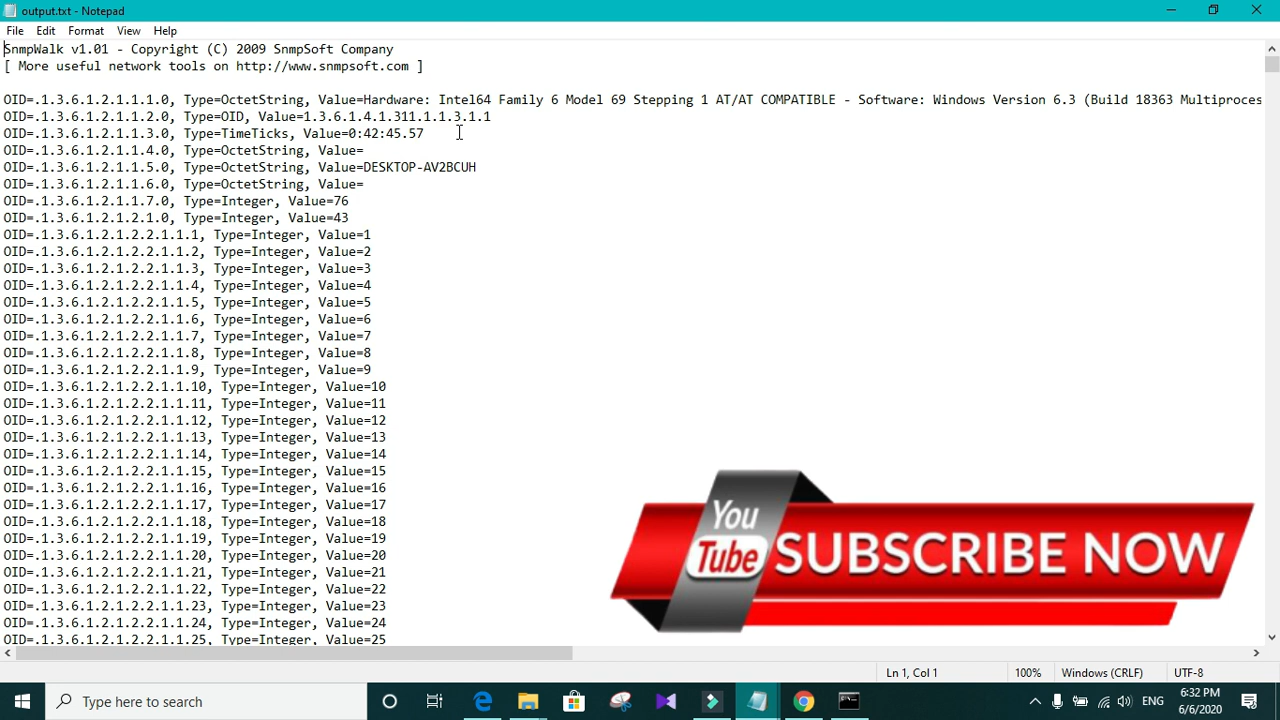 output.txt - Notepad
File Edit Format View Help
SnmpWalk v1.01 - Copyright (C) 2009 SnmpSoft Company
[ More useful network tools on http://www.snmpsoft.com ]
OID=.1.3.6.1.2.1.1.1.0, Type=OctetString, Value=Hardware: Intel64 Family 6 Model 69 Stepping 1 AT/AT COMPATIBLE - Software: Windows Version 6.3 (Build 18363 Multiproces
OID=.1.3.6.1.2.1.1.2.0, Type=OID, Value=1.3.6.1.4.1.311.1.1.3.1.1
OID=.1.3.6.1.2.1.1.3.0, Type=TimeTicks, Value=0:42:45.57
OID=.1.3.6.1.2.1.1.4.0, Type=OctetString, Value=
OID=.1.3.6.1.2.1.1.5.0, Type=OctetString, Value=DESKTOP-AV2BCUH
OID=.1.3.6.1.2.1.1.6.0, Type=OctetString, Value=
OID=.1.3.6.1.2.1.1.7.0, Type=Integer, Value=76
OID=.1.3.6.1.2.1.2.1.0, Type=Integer, Value=43
OID=.1.3.6.1.2.1.2.2.1.1.1, Type=Integer, Value=1
OID=.1.3.6.1.2.1.2.2.1.1.2, Type=Integer, Value=2
OID=.1.3.6.1.2.1.2.2.1.1.3, Type=Integer, Value=3
OID=.1.3.6.1.2.1.2.2.1.1.4, Type=Integer, Value=4
OID=.1.3.6.1.2.1.2.2.1.1.5, Type=Integer, Value=5
OID=.1.3.6.1.2.1.2.2.1.1.6, Type=Integer, Value=6
OID=.1.3.6.1.2.1.2.2.1.1.7, Type=Integer, Value=7
OID=.1.3.6.1.2.1.2.2.1.1.8, Type=Integer, Value=8
OID=.1.3.6.1.2.1.2.2.1.1.9, Type=Integer, Value=9
OID=.1.3.6.1.2.1.2.2.1.1.10, Type=Integer, Value=10
OID=.1.3.6.1.2.1.2.2.1.1.11, Type=Integer, Value=11
OID=.1.3.6.1.2.1.2.2.1.1.12, Type=Integer, Value=12
OID=.1.3.6.1.2.1.2.2.1.1.13, Type=Integer, Value=13
OID=.1.3.6.1.2.1.2.2.1.1.14, Type=Integer, Value=14
OID=.1.3.6.1.2.1.2.2.1.1.15, Type=Integer, Value=15
OID=.1.3.6.1.2.1.2.2.1.1.16, Type=Integer, Value=16
OID=.1.3.6.1.2.1.2.2.1.1.17, Type=Integer, Value=17
OID=.1.3.6.1.2.1.2.2.1.1.18, Type=Integer, Value=18
OID=.1.3.6.1.2.1.2.2.1.1.19, Type=Integer, Value=19
OID=.1.3.6.1.2.1.2.2.1.1.20, Type=Integer, Value=20
OID=.1.3.6.1.2.1.2.2.1.1.21, Type=Integer, Value=21
OID=.1.3.6.1.2.1.2.2.1.1.22, Type=Integer, Value=22
OID=.1.3.6.1.2.1.2.2.1.1.23, Type=Integer, Value=23
OID=.1.3.6.1.2.1.2.2.1.1.24, Type=Integer, Value=24
OID=.1.3.6.1.2.1.2.2.1.1.25, Type=Integer, Value=25
You
Tube SUBSCRIBE NOW
Ln 1, Col 1 100% Windows (CRLF) UTF-8
Type here to search
ENG
6:32 PM
6/6/2020